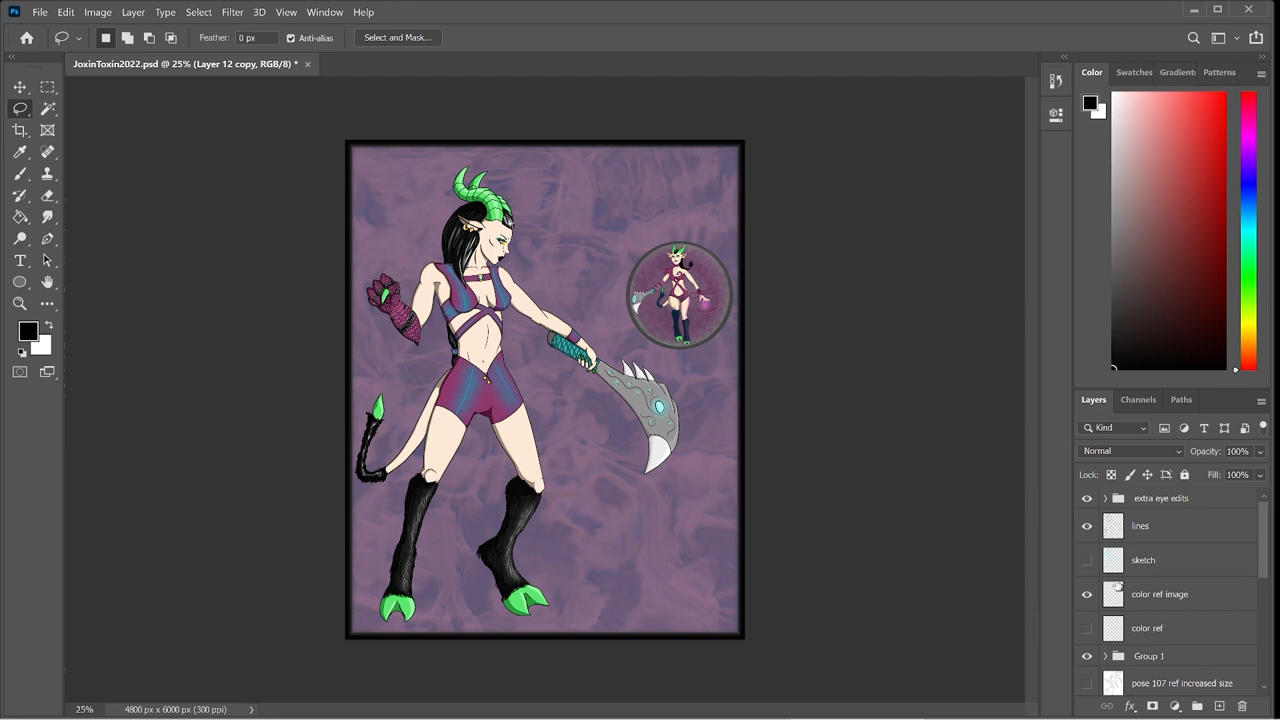 Ps File Edit Image Layer Type Select Filter 3D View Window Help
Feather: 0 px Anti-alias Select and Mask...
JoxinToxin2022.psd @ 25% (Layer 12 copy, RGB/8) *
Color Swatches Gradient Patterns
Layers Channels Paths
Kind
Normal Opacity: 100%
Lock: Fill: 100%
extra eye edits
lines
sketch
color ref image
color ref
Group 1
pose 107 ref increased size
25% 4800 px x 6000 px (300 ppi)
fx